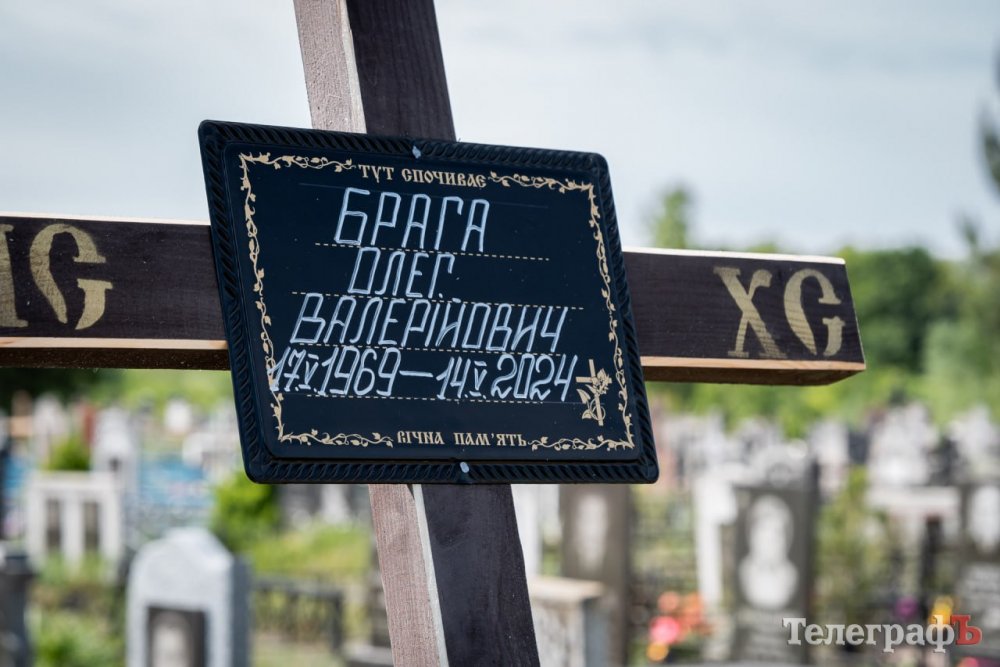 ТУТ СПОЧИВАЄ
БРАГА
ОЛЕГ.
ВАЛЕРІЙОВИЧ
17 V 1969 — 14 V 2024
ВІЧНА ПАМ'ЯТЬ
ІС
ХС
ТелеграфЪ